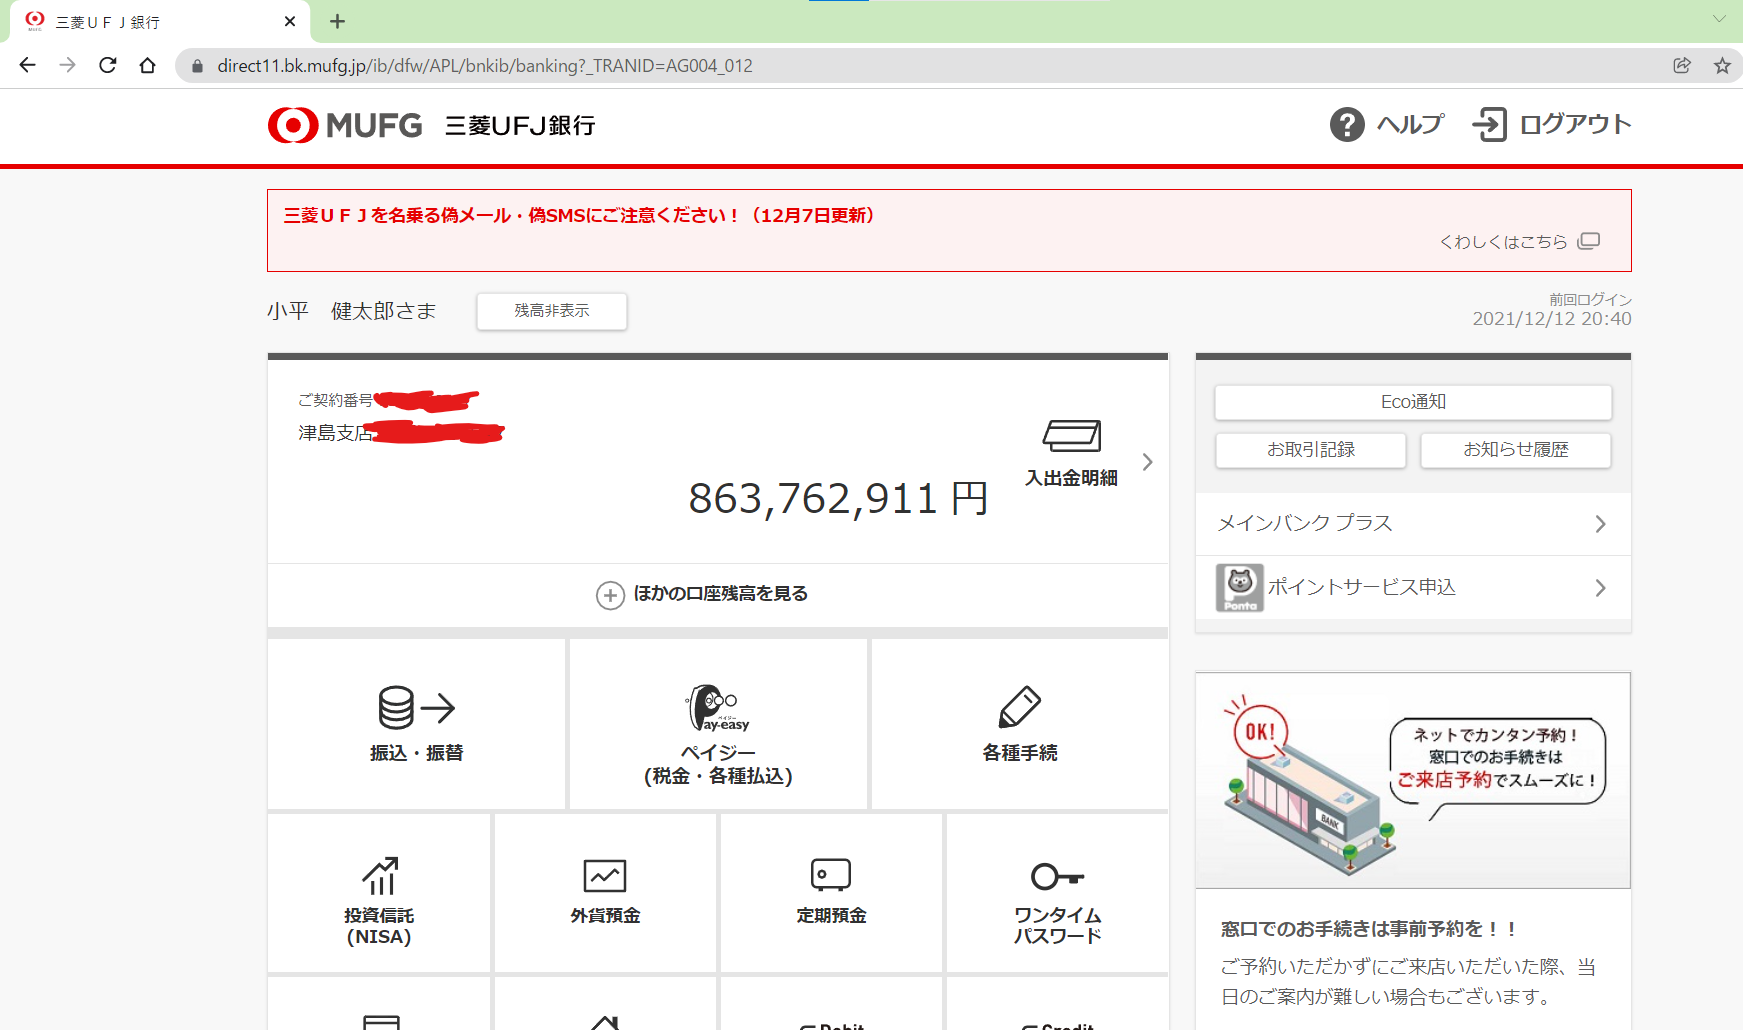 三菱ＵＦＪ銀行
direct11.bk.mufg.jp/ib/dfw/APL/bnkib/banking?_TRANID=AG004_012
MUFG 三菱UFJ銀行
ヘルプ
ログアウト
三菱ＵＦＪを名乗る偽メール・偽SMSにご注意ください！（12月7日更新）
くわしくはこちら
小平　健太郎さま
残高非表示
前回ログイン
2021/12/12 20:40
ご契約番号
津島支店
863,762,911 円
入出金明細
ほかの口座残高を見る
Eco通知
お取引記録
お知らせ履歴
メインバンク プラス
Ponta
ポイントサービス申込
振込・振替
ペイジー
Pay-easy
ペイジー
(税金・各種払込)
各種手続
投資信託
(NISA)
外貨預金
定期預金
ワンタイム
パスワード
Debit
Credit
OK!
BANK
ネットでカンタン予約！
窓口でのお手続きは
ご来店予約でスムーズに！
窓口でのお手続きは事前予約を！！
ご予約いただかずにご来店いただいた際、当
日のご案内が難しい場合もございます。